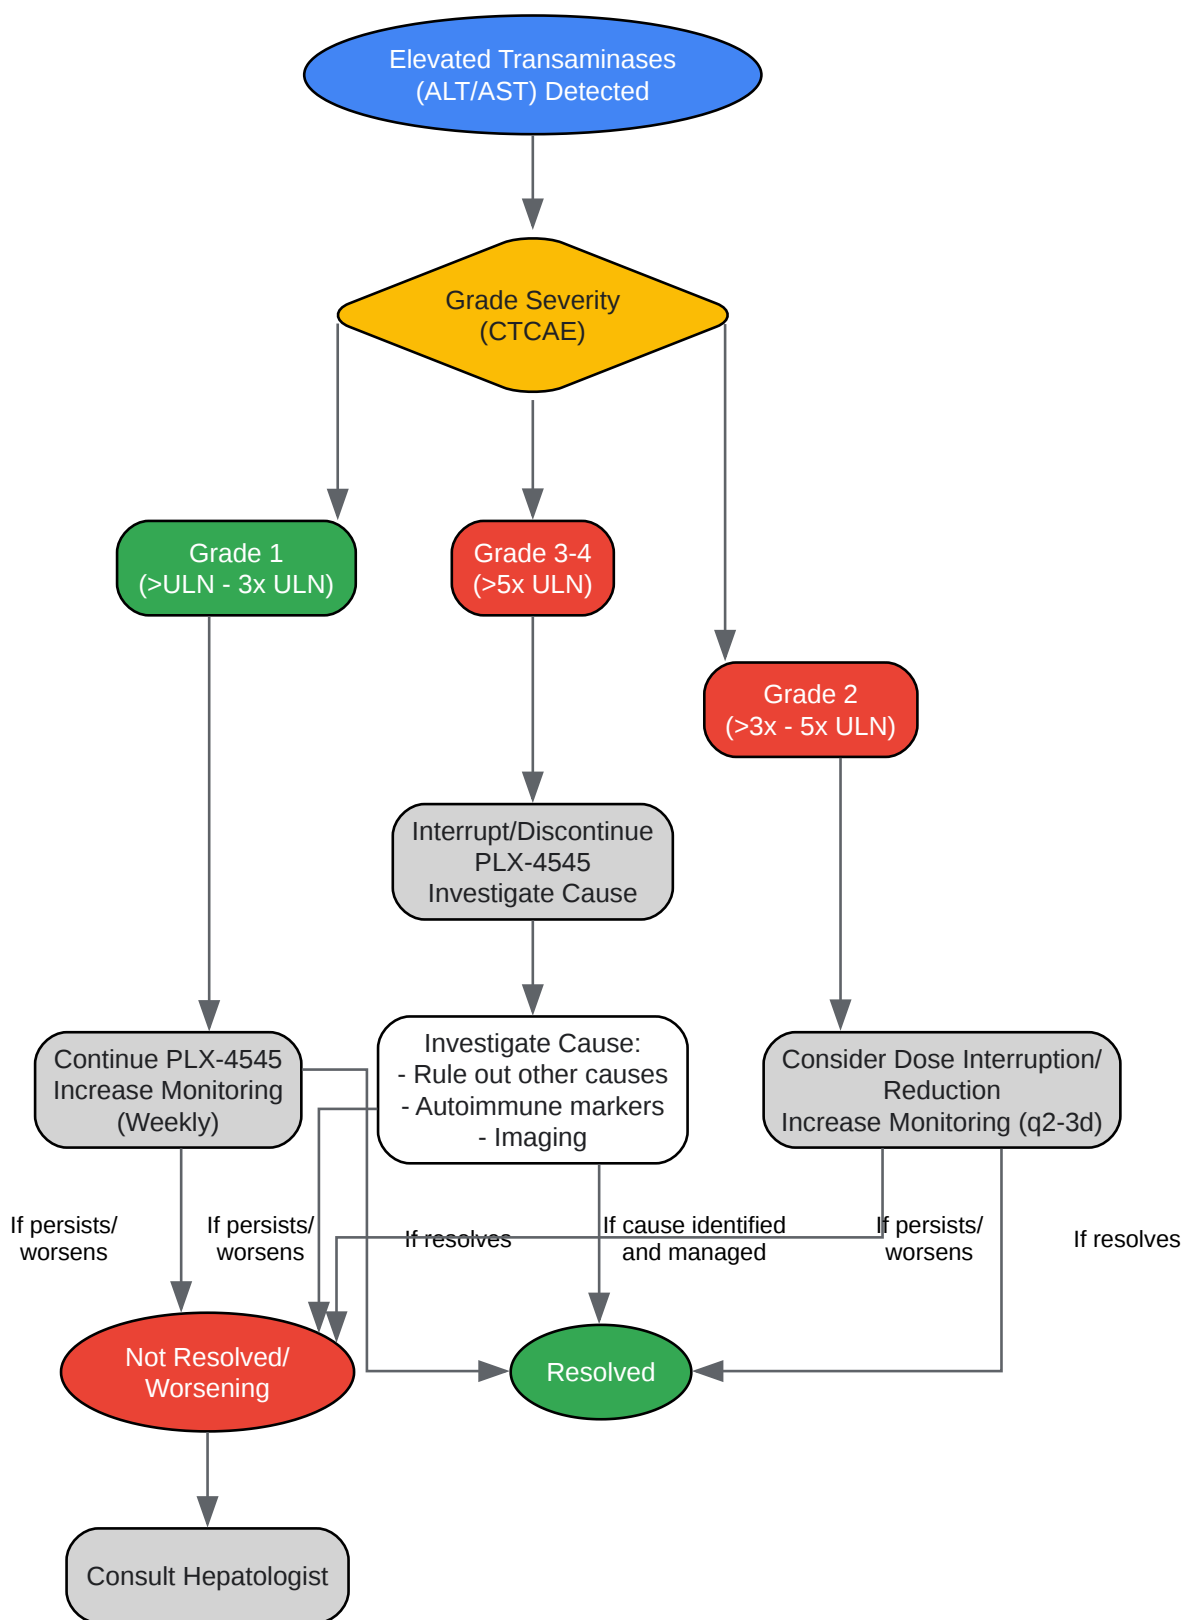 Elevated Transaminases
(ALT/AST) Detected
Grade Severity
(CTCAE)
Grade 1
(>ULN - 3x ULN)
Grade 3-4
(>5x ULN)
Grade 2
(>3x - 5x ULN)
Interrupt/Discontinue
PLX-4545
Investigate Cause
Continue PLX-4545
Increase Monitoring
(Weekly)
Investigate Cause:
- Rule out other causes
- Autoimmune markers
- Imaging
Consider Dose Interruption/
Reduction
Increase Monitoring (q2-3d)
If persists/
worsens
If persists/
worsens
If resolves
If cause identified
and managed
If persists/
worsens
If resolves
Not Resolved/
Worsening
Resolved
Consult Hepatologist